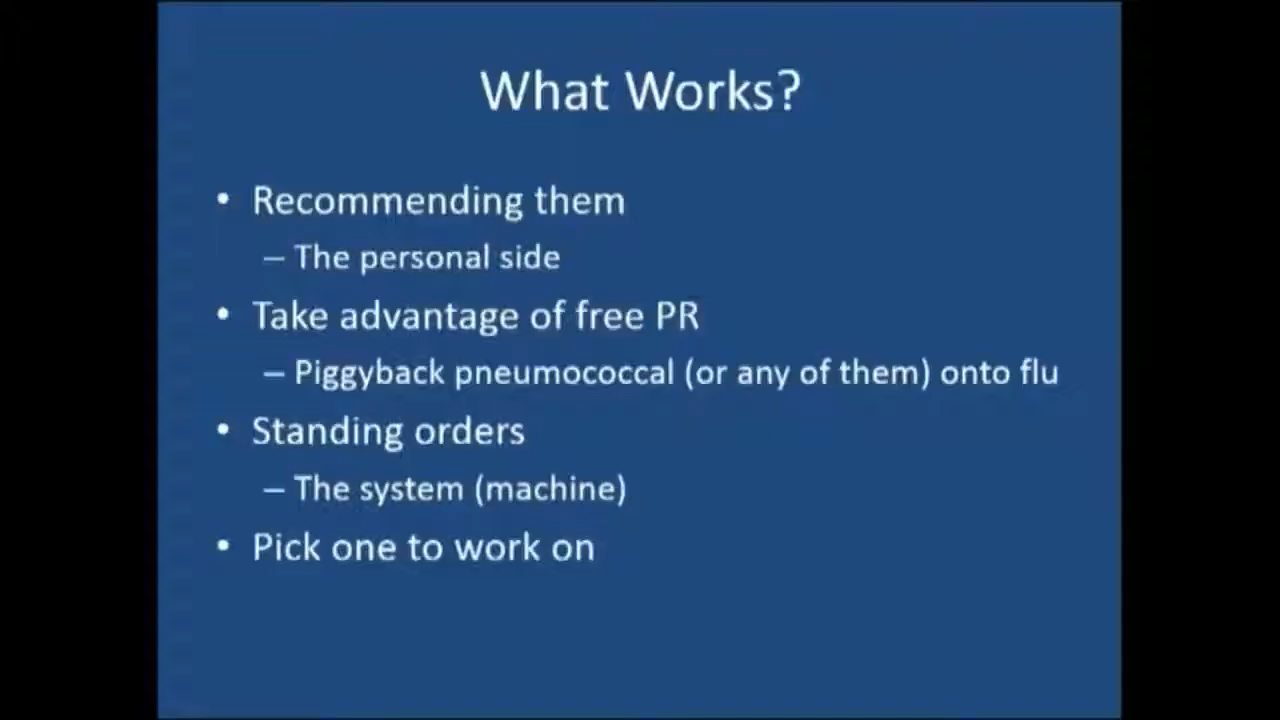 What Works?
• Recommending them
– The personal side
• Take advantage of free PR
– Piggyback pneumococcal (or any of them) onto flu
• Standing orders
– The system (machine)
• Pick one to work on